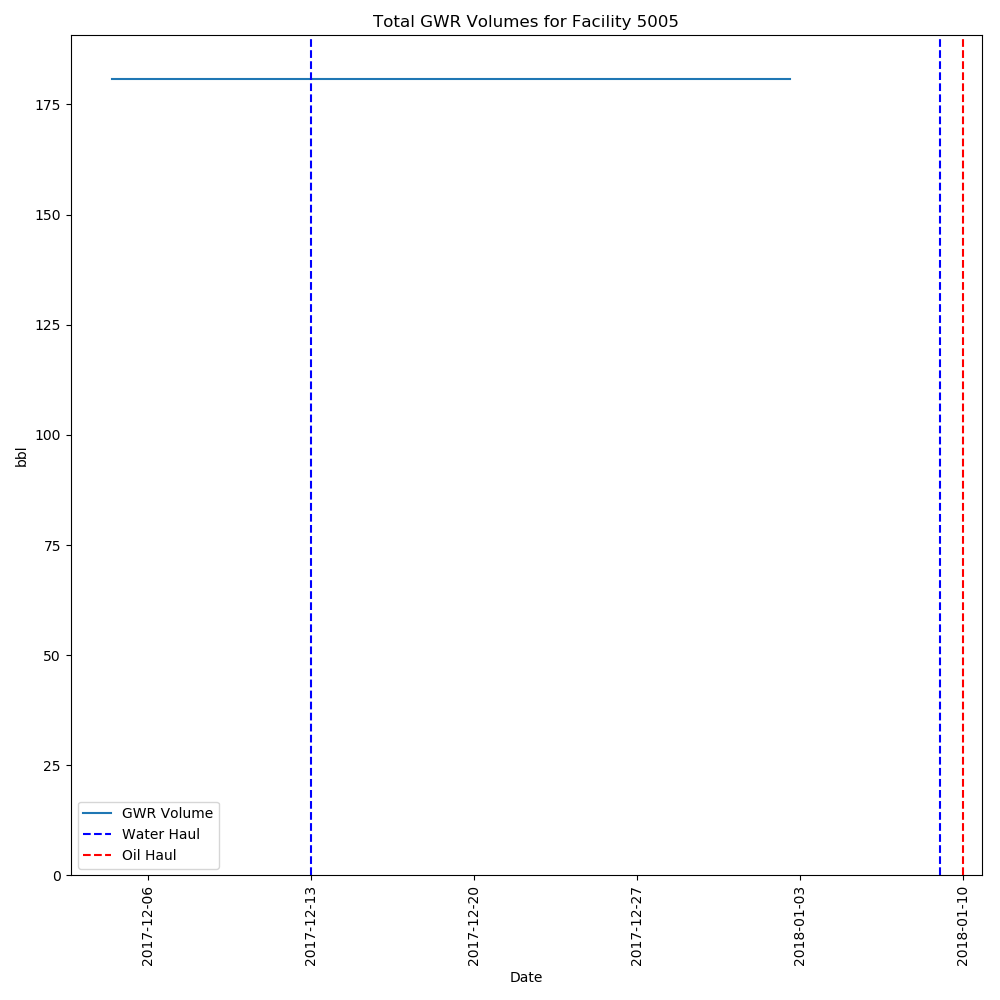 Total GWR Volumes for Facility 5005
175
150
125
100
75
50
25
0
bbl
GWR Volume
Water Haul
Oil Haul
2017-12-06
2017-12-13
2017-12-20
2017-12-27
2018-01-03
2018-01-10
Date